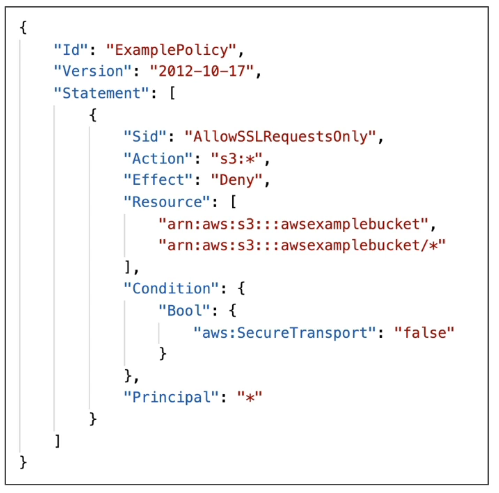 {
    "Id": "ExamplePolicy",
    "Version": "2012-10-17",
    "Statement": [
        {
            "Sid": "AllowSSLRequestsOnly",
            "Action": "s3:*",
            "Effect": "Deny",
            "Resource": [
                "arn:aws:s3:::awsexamplebucket",
                "arn:aws:s3:::awsexamplebucket/*"
            ],
            "Condition": {
                "Bool": {
                    "aws:SecureTransport": "false"
                }
            },
            "Principal": "*"
        }
    ]
}